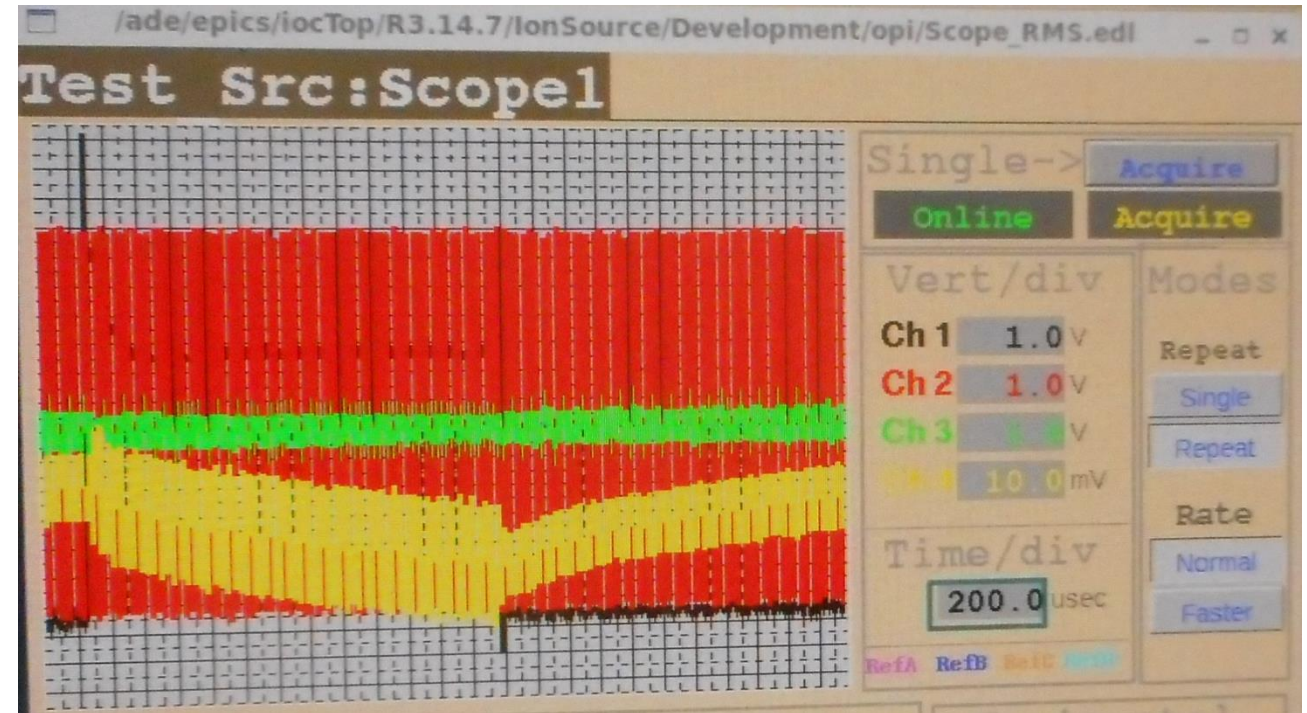 /ade/epics/iocTop/R3.14.7/IonSource/Development/opi/Scope_RMS.edl
Test Src:Scope1
Single-> Acquire
Online Acquire
Vert/div
Modes
Ch 1 1.0 V
Repeat
Ch 2 1.0 V
Single
Ch 3 V
Repeat
10.0 mV
Rate
Time/div
Normal
200.0 usec
Faster
RefA RefB RefC